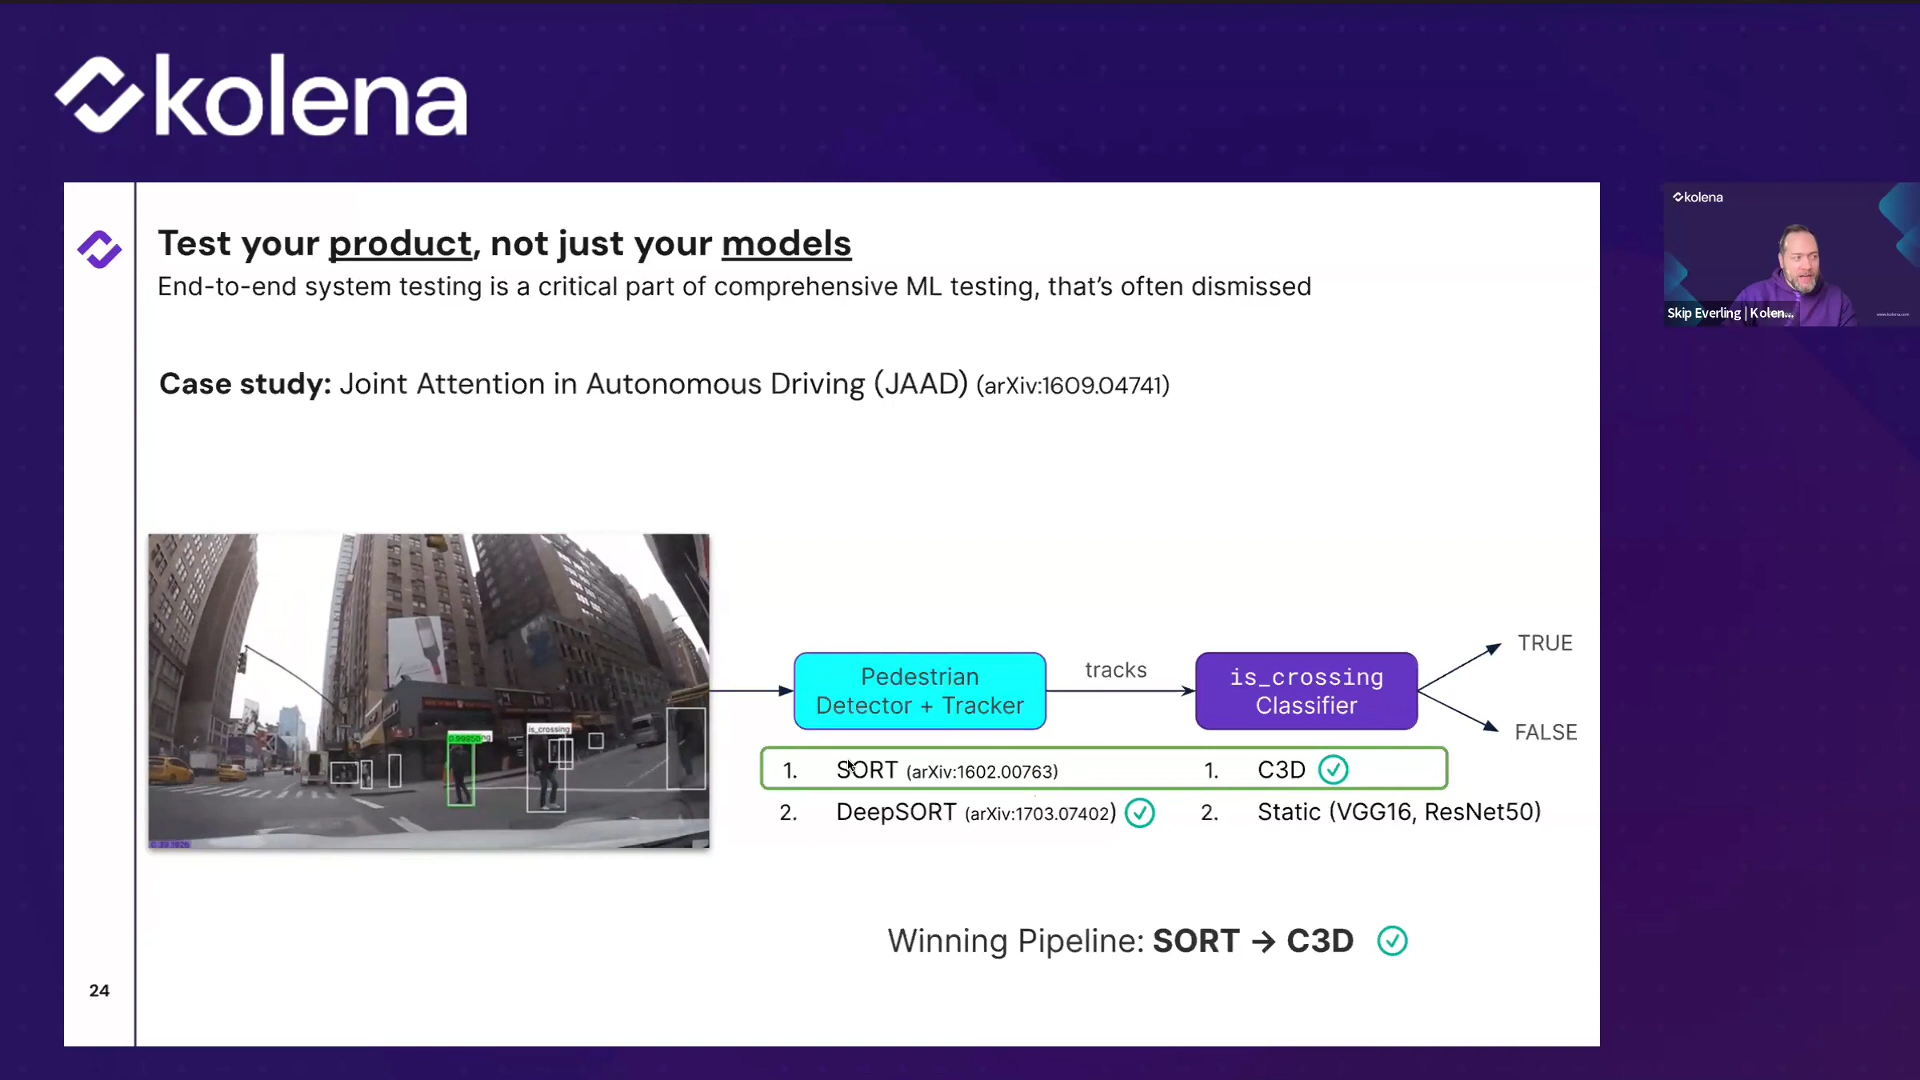 kolena
Test your product, not just your models
End-to-end system testing is a critical part of comprehensive ML testing, that's often dismissed
Case study: Joint Attention in Autonomous Driving (JAAD) (arXiv:1609.04741)
is_crossing
Pedestrian
Detector + Tracker
tracks
is_crossing
Classifier
TRUE
FALSE
1. SORT (arXiv:1602.00763)
1. C3D
2. DeepSORT (arXiv:1703.07402)
2. Static (VGG16, ResNet50)
Winning Pipeline: SORT → C3D
24
kolena
Skip Everling | Kolen...